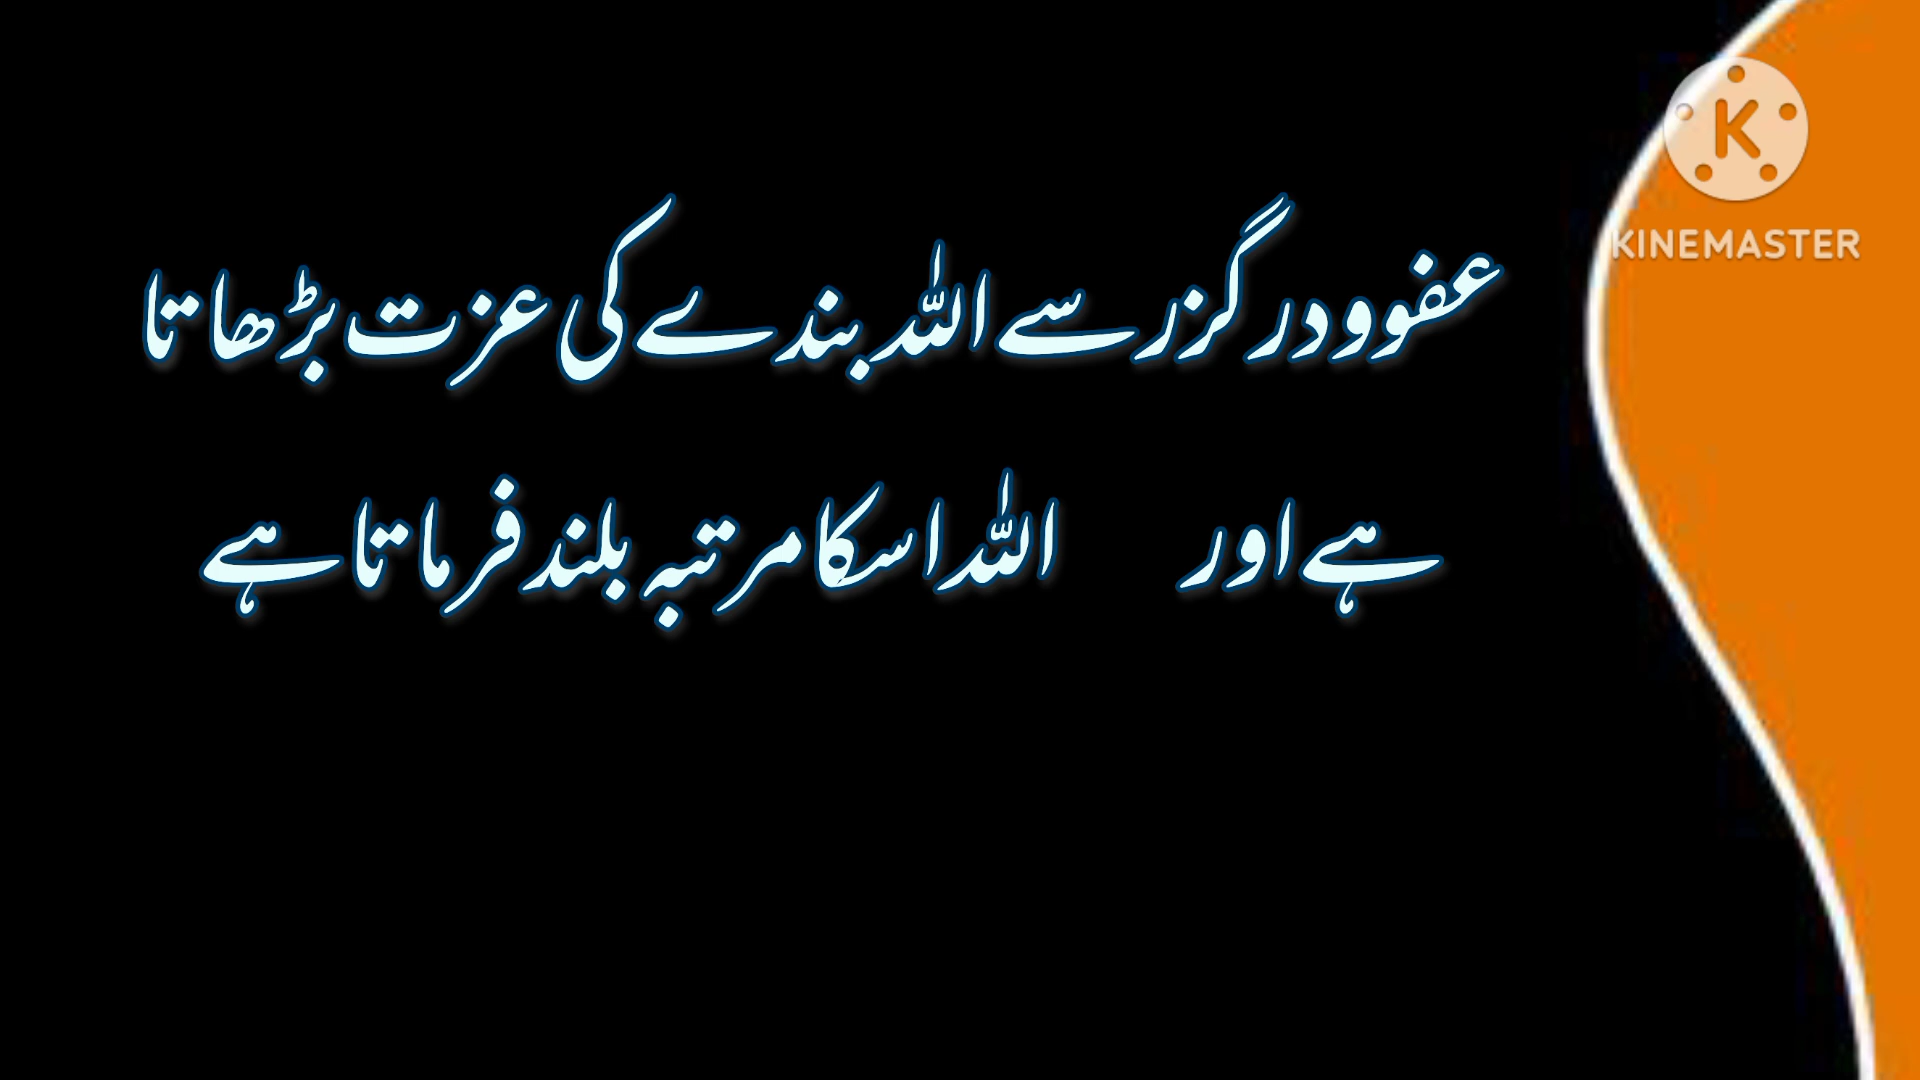 KINEMASTER
عفوودرگزر سے اللہ بندے کی عزت بڑھاتا
ہے اور اللہ اسکا مرتبہ بلند فرماتا ہے